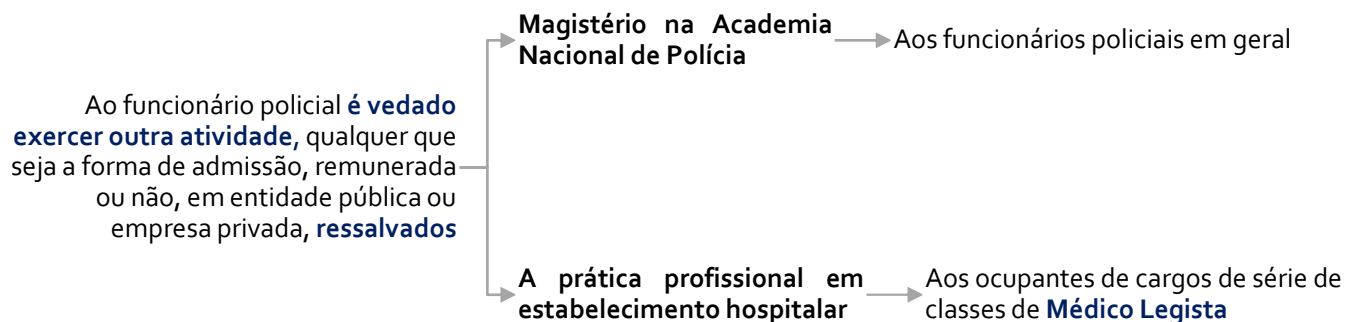 Ao funcionário policial é vedado
exercer outra atividade, qualquer que
seja a forma de admissão, remunerada
ou não, em entidade pública ou
empresa privada, ressalvados
Magistério na Academia
Nacional de Polícia
Aos funcionários policiais em geral
A prática profissional em
estabelecimento hospitalar
Aos ocupantes de cargos de série de
classes de Médico Legista